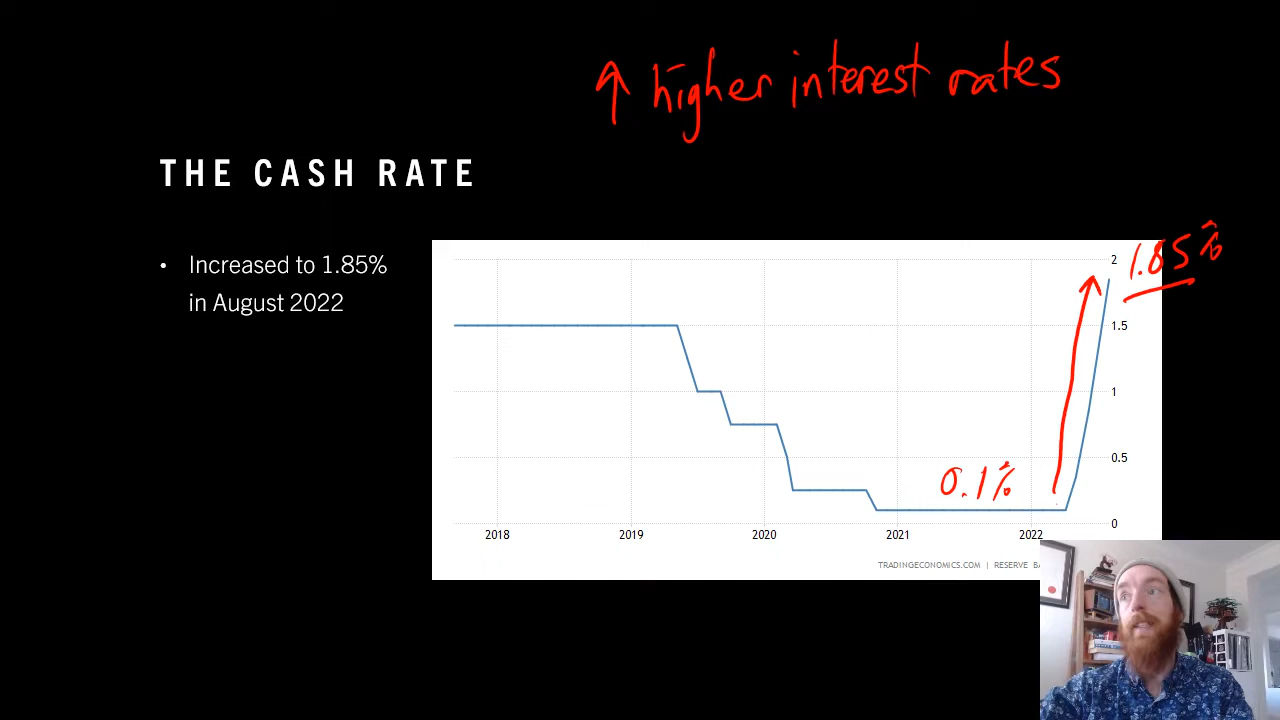 ↑ higher interest rates
THE CASH RATE
• Increased to 1.85%
in August 2022
1.85%
2
1.5
1
0.5
0
0.1%
2018 2019 2020 2021 2022
TRADINGECONOMICS.COM | RESERVE BA